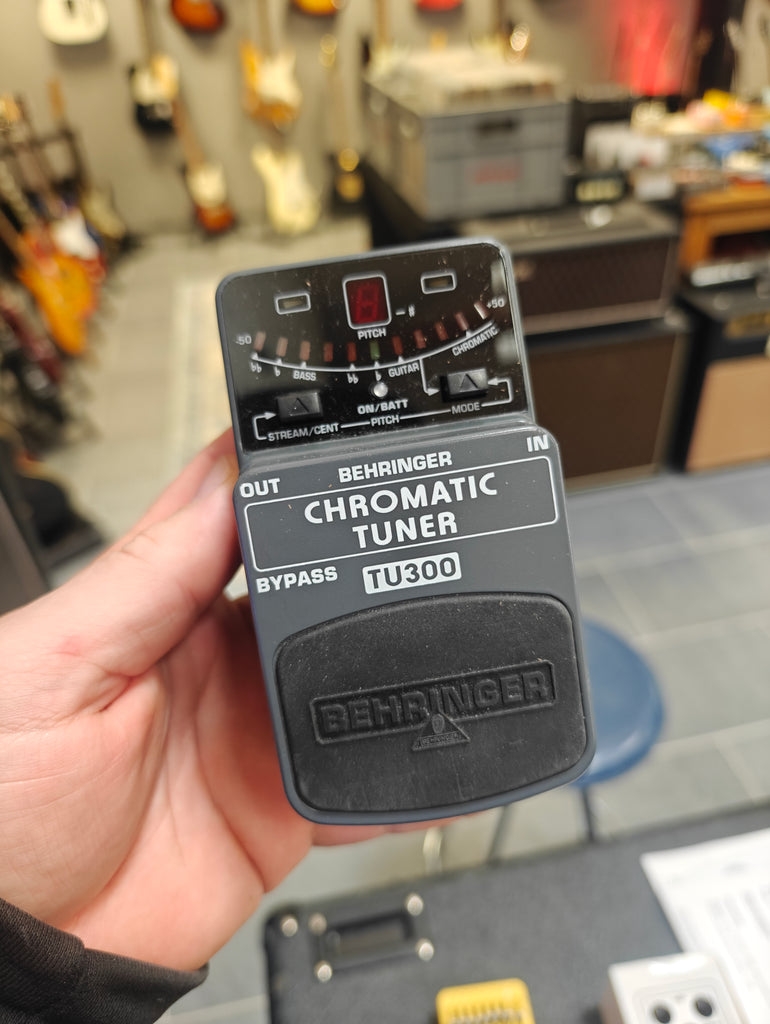 -50 +50
PITCH
♭♭ BASS ♭♭ ♭ GUITAR CHROMATIC
ON/BATT
STREAM/CENT PITCH MODE
OUT BEHRINGER IN
CHROMATIC
TUNER
BYPASS TU300
BEHRINGER